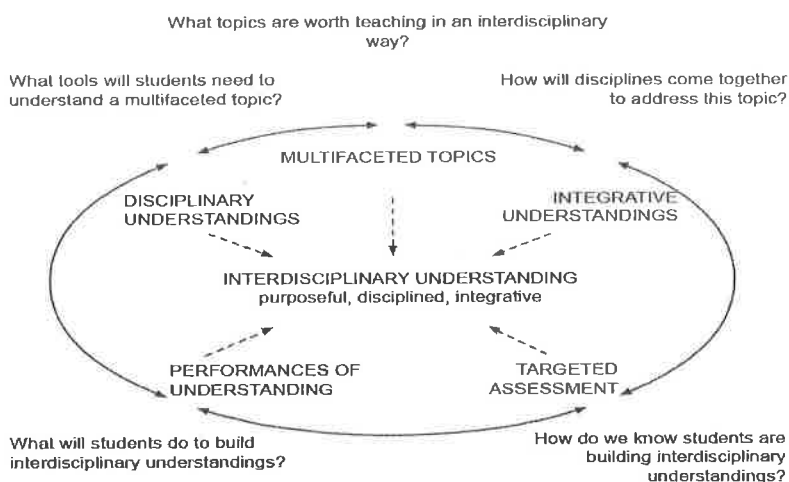 What topics are worth teaching in an interdisciplinary
way?
What tools will students need to
understand a multifaceted topic?
How will disciplines come together
to address this topic?
MULTIFACETED TOPICS
DISCIPLINARY
UNDERSTANDINGS
INTEGRATIVE
UNDERSTANDINGS
INTERDISCIPLINARY UNDERSTANDING
purposeful, disciplined, integrative
PERFORMANCES OF
UNDERSTANDING
TARGETED
ASSESSMENT
What will students do to build
interdisciplinary understandings?
How do we know students are
building interdisciplinary
understandings?